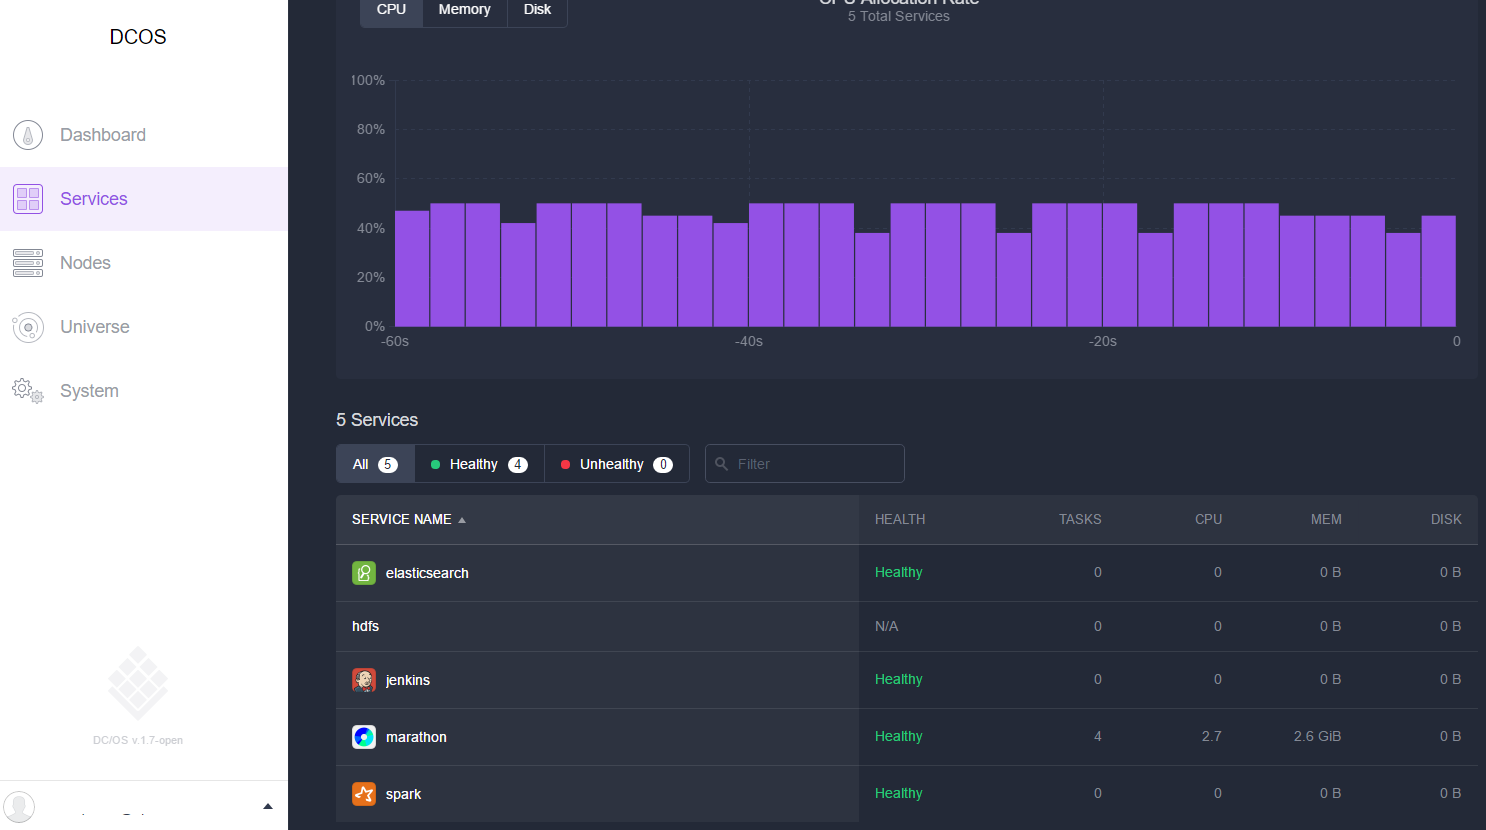 DCOS
Dashboard
Services
Nodes
Universe
System
DC/OS v.1.7-open
CPU Memory Disk
CPU Allocation Rate
5 Total Services
100%
80%
60%
40%
20%
0%
-60s -40s -20s 0
5 Services
All 5 Healthy 4 Unhealthy 0 Filter
SERVICE NAME HEALTH TASKS CPU MEM DISK
elasticsearch Healthy 0 0 0 B 0 B
hdfs N/A 0 0 0 B 0 B
jenkins Healthy 0 0 0 B 0 B
marathon Healthy 4 2.7 2.6 GiB 0 B
spark Healthy 0 0 0 B 0 B